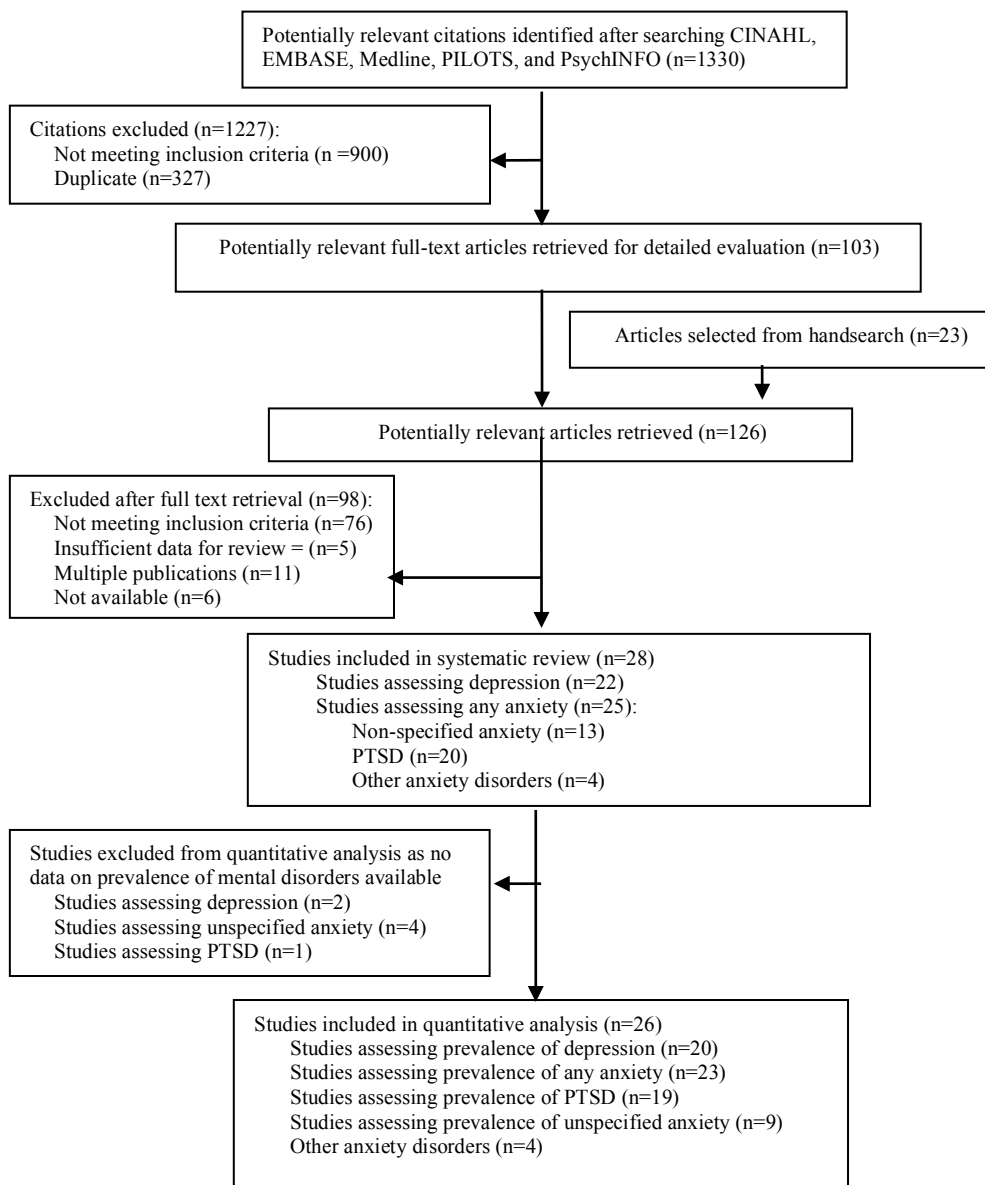 Potentially relevant citations identified after searching CINAHL,
EMBASE, Medline, PILOTS, and PsychINFO (n=1330)
Citations excluded (n=1227):
Not meeting inclusion criteria (n =900)
Duplicate (n=327)
Potentially relevant full-text articles retrieved for detailed evaluation (n=103)
Articles selected from handsearch (n=23)
Potentially relevant articles retrieved (n=126)
Excluded after full text retrieval (n=98):
Not meeting inclusion criteria (n=76)
Insufficient data for review = (n=5)
Multiple publications (n=11)
Not available (n=6)
Studies included in systematic review (n=28)
Studies assessing depression (n=22)
Studies assessing any anxiety (n=25):
Non-specified anxiety (n=13)
PTSD (n=20)
Other anxiety disorders (n=4)
Studies excluded from quantitative analysis as no
data on prevalence of mental disorders available
Studies assessing depression (n=2)
Studies assessing unspecified anxiety (n=4)
Studies assessing PTSD (n=1)
Studies included in quantitative analysis (n=26)
Studies assessing prevalence of depression (n=20)
Studies assessing prevalence of any anxiety (n=23)
Studies assessing prevalence of PTSD (n=19)
Studies assessing prevalence of unspecified anxiety (n=9)
Other anxiety disorders (n=4)